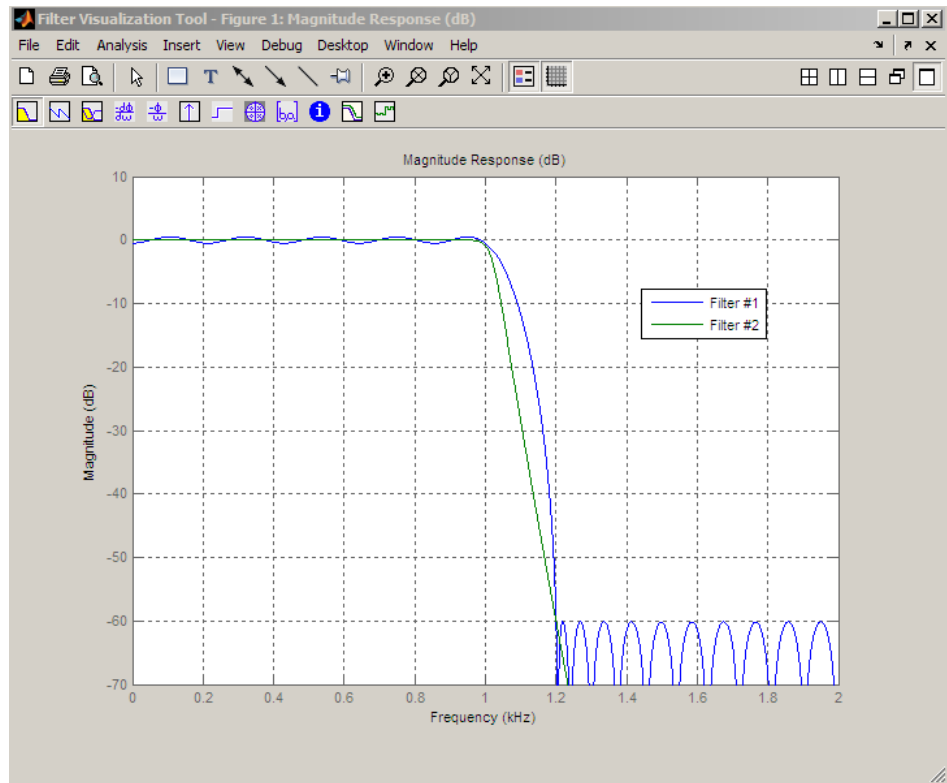 Filter Visualization Tool - Figure 1: Magnitude Response (dB)
File Edit Analysis Insert View Debug Desktop Window Help
Magnitude Response (dB)
10
0
-10
-20
-30
-40
-50
-60
-70
Magnitude (dB)
Filter #1
Filter #2
0 0.2 0.4 0.6 0.8 1 1.2 1.4 1.6 1.8 2
Frequency (kHz)